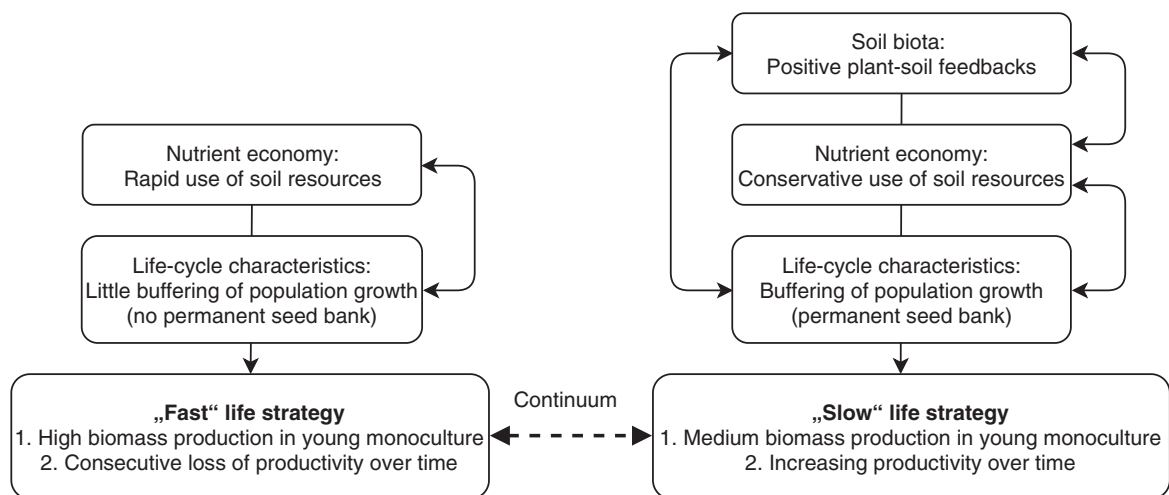 Nutrient economy:
Rapid use of soil resources
Life-cycle characteristics:
Little buffering of population growth
(no permanent seed bank)
„Fast“ life strategy
1. High biomass production in young monoculture
2. Consecutive loss of productivity over time
Continuum
Soil biota:
Positive plant-soil feedbacks
Nutrient economy:
Conservative use of soil resources
Life-cycle characteristics:
Buffering of population growth
(permanent seed bank)
„Slow“ life strategy
1. Medium biomass production in young monoculture
2. Increasing productivity over time